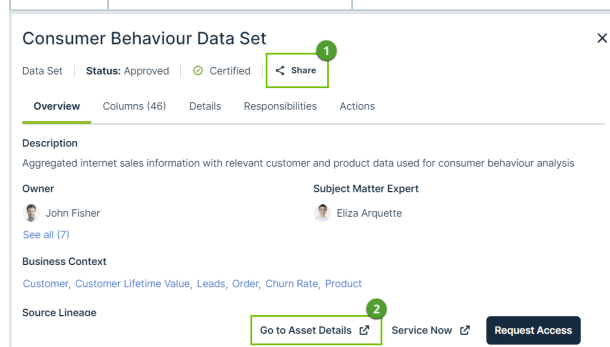 Consumer Behaviour Data Set
1
Data Set Status: Approved Certified Share
Overview Columns (46) Details Responsibilities Actions
Description
Aggregated internet sales information with relevant customer and product data used for consumer behaviour analysis
Owner Subject Matter Expert
John Fisher Eliza Arquette
See all (7)
Business Context
Customer, Customer Lifetime Value, Leads, Order, Churn Rate, Product
Source Lineage
2
Go to Asset Details Service Now Request Access